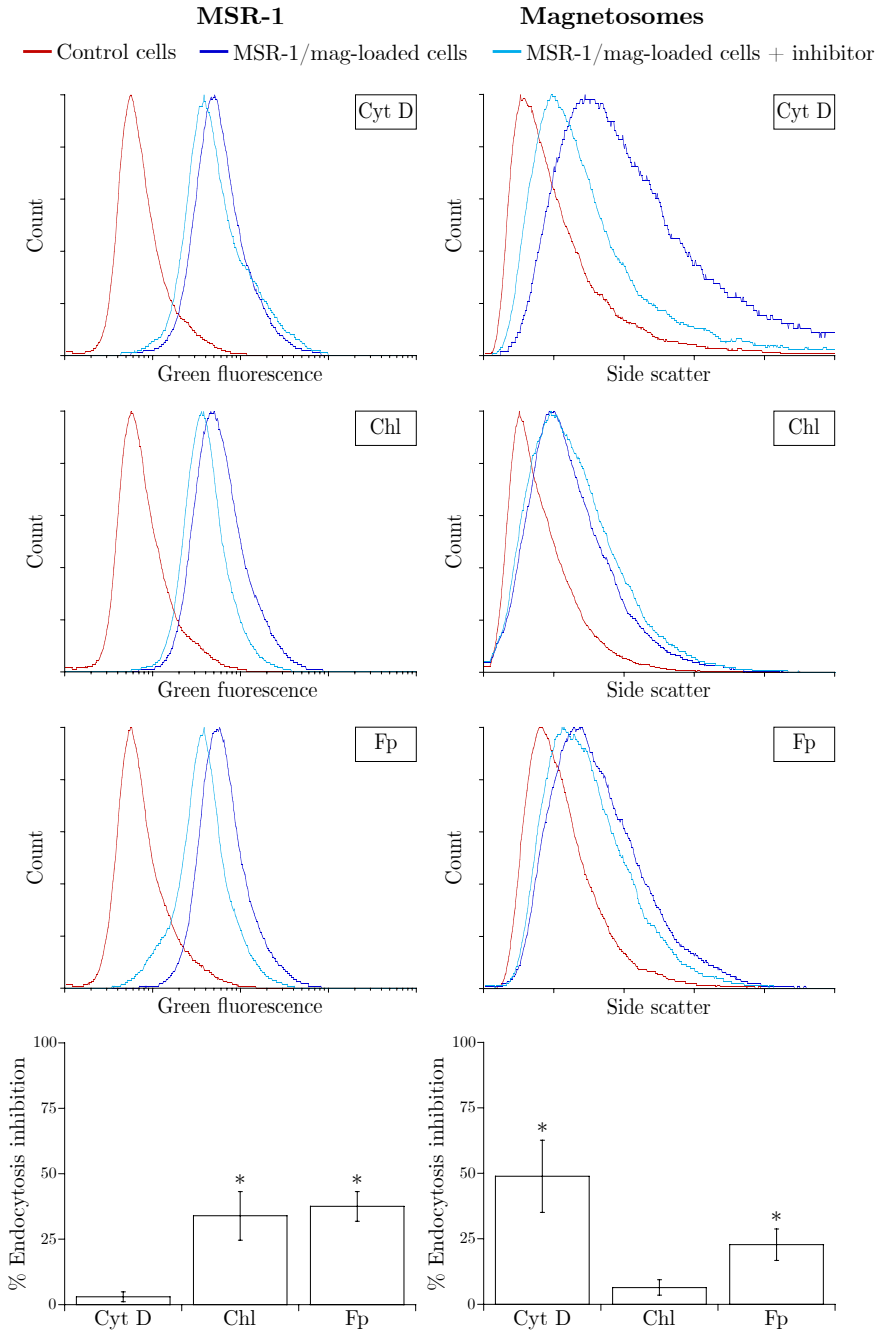 MSR-1 Magnetosomes
Control cells MSR-1/mag-loaded cells MSR-1/mag-loaded cells + inhibitor
Count
Cyt D
Green fluorescence
Count
Cyt D
Side scatter
Count
Chl
Green fluorescence
Count
Chl
Side scatter
Count
Fp
Green fluorescence
Count
Fp
Side scatter
% Endocytosis inhibition
100
75
50
25
0
* *
Cyt D Chl Fp
% Endocytosis inhibition
100
75
50
25
0
* *
Cyt D Chl Fp